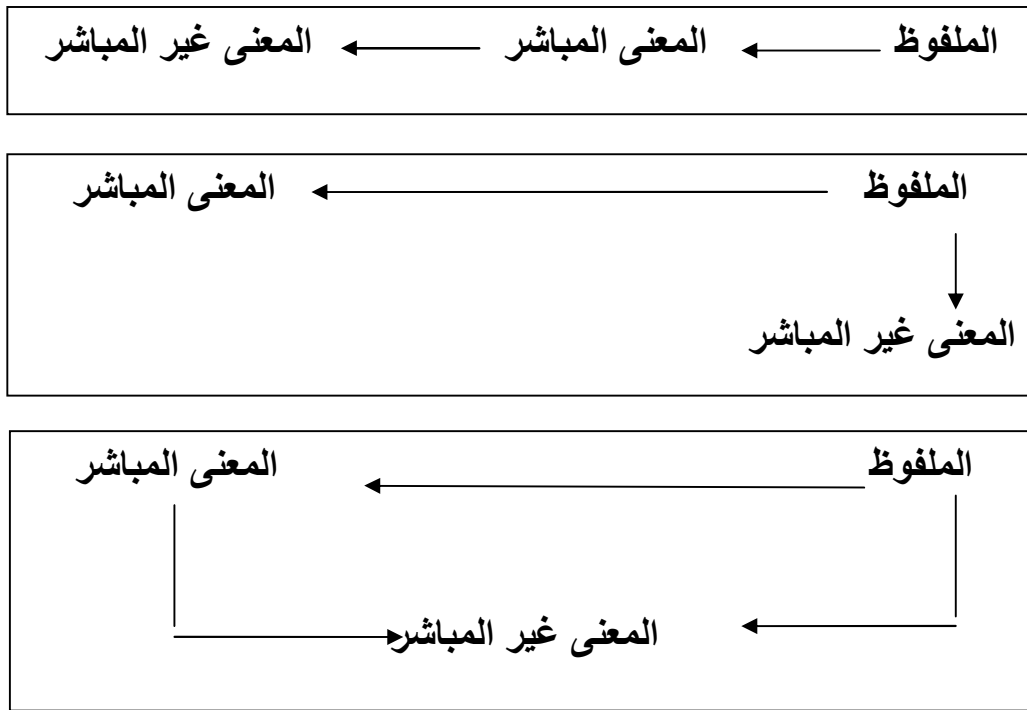 الملفوظ المعنى المباشر المعنى غير المباشر
الملفوظ المعنى المباشر
المعنى غير المباشر
الملفوظ المعنى المباشر
المعنى غير المباشر